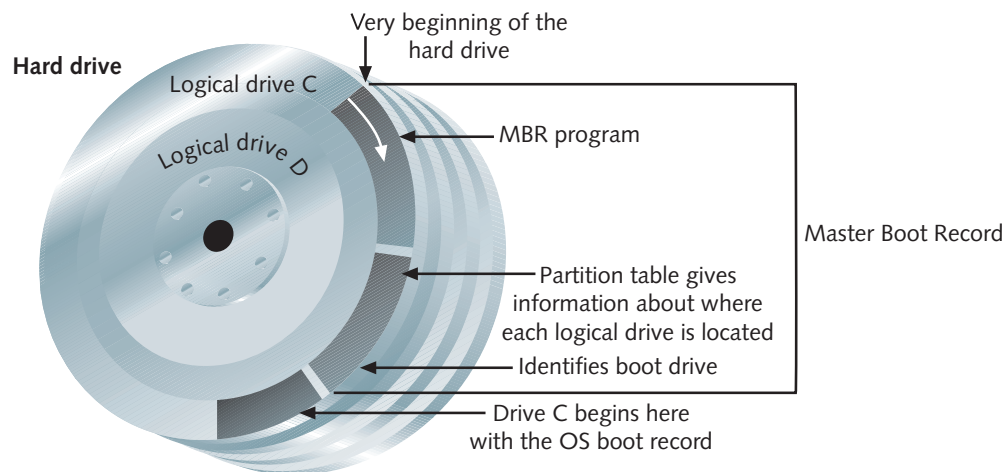 Very beginning of
the hard drive
Hard drive
Logical drive C
MBR program
Logical drive D
Master Boot Record
Partition table gives
information about where
each logical drive is located
Identifies boot drive
Drive C begins here
with the OS boot record